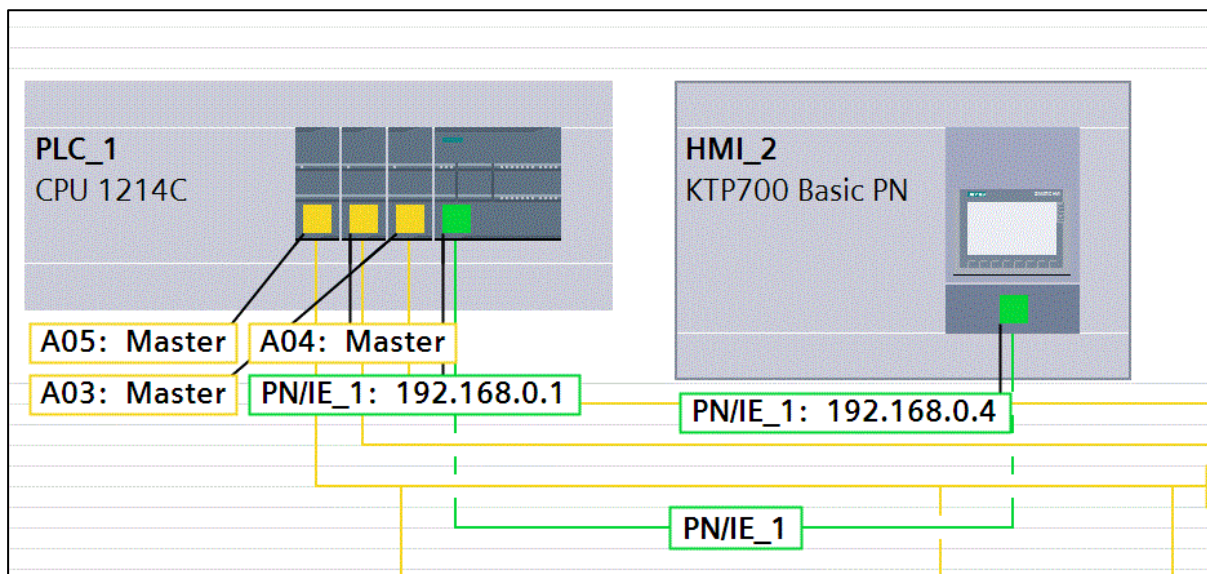 PLC_1
CPU 1214C
HMI_2
KTP700 Basic PN
A05: Master
A04: Master
A03: Master
PN/IE_1: 192.168.0.1
PN/IE_1: 192.168.0.4
PN/IE_1